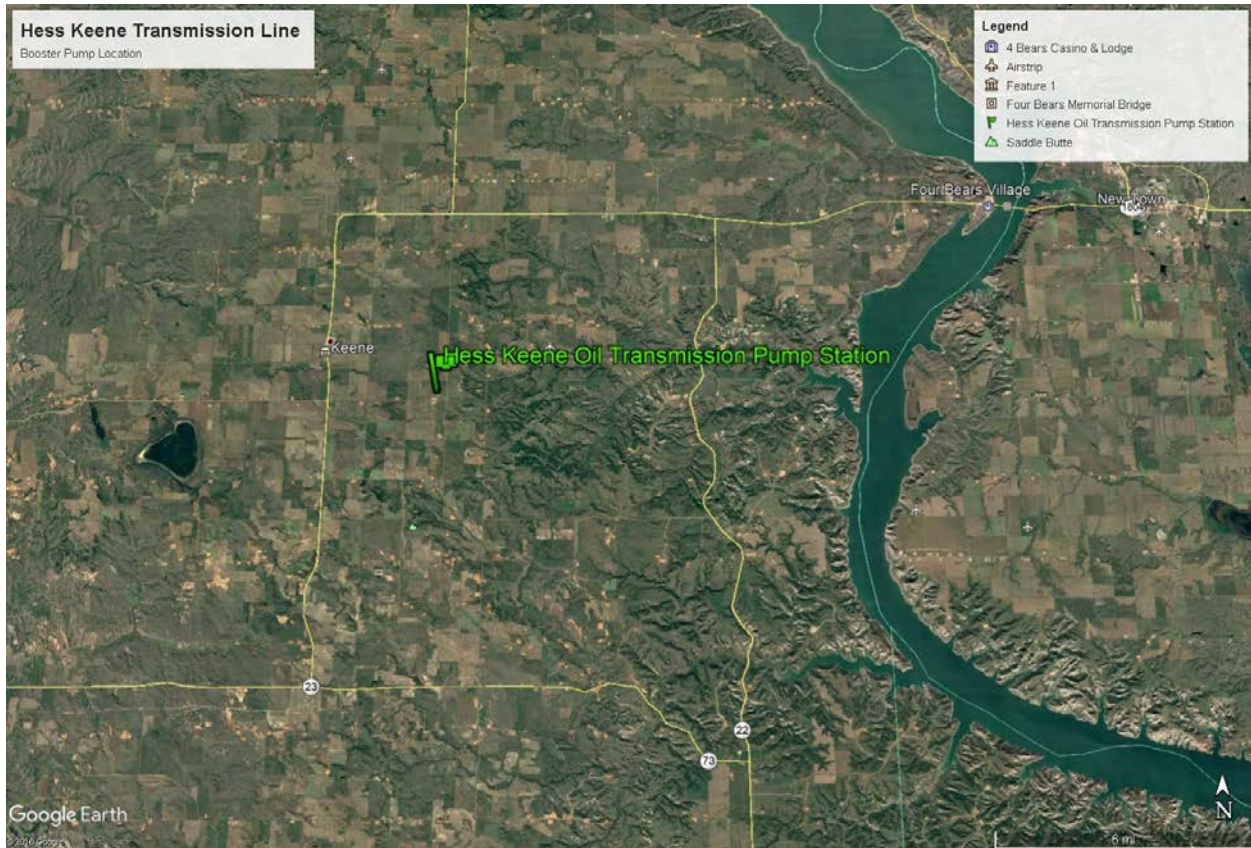 Hess Keene Transmission Line
Booster Pump Location
Legend
4 Bears Casino & Lodge
Airstrip
Feature 1
Four Bears Memorial Bridge
Hess Keene Oil Transmission Pump Station
Saddle Butte
Four Bears Village
New Town
Keene
Hess Keene Oil Transmission Pump Station
23
22
73
Google Earth
© 2016 Google
N
6 mi